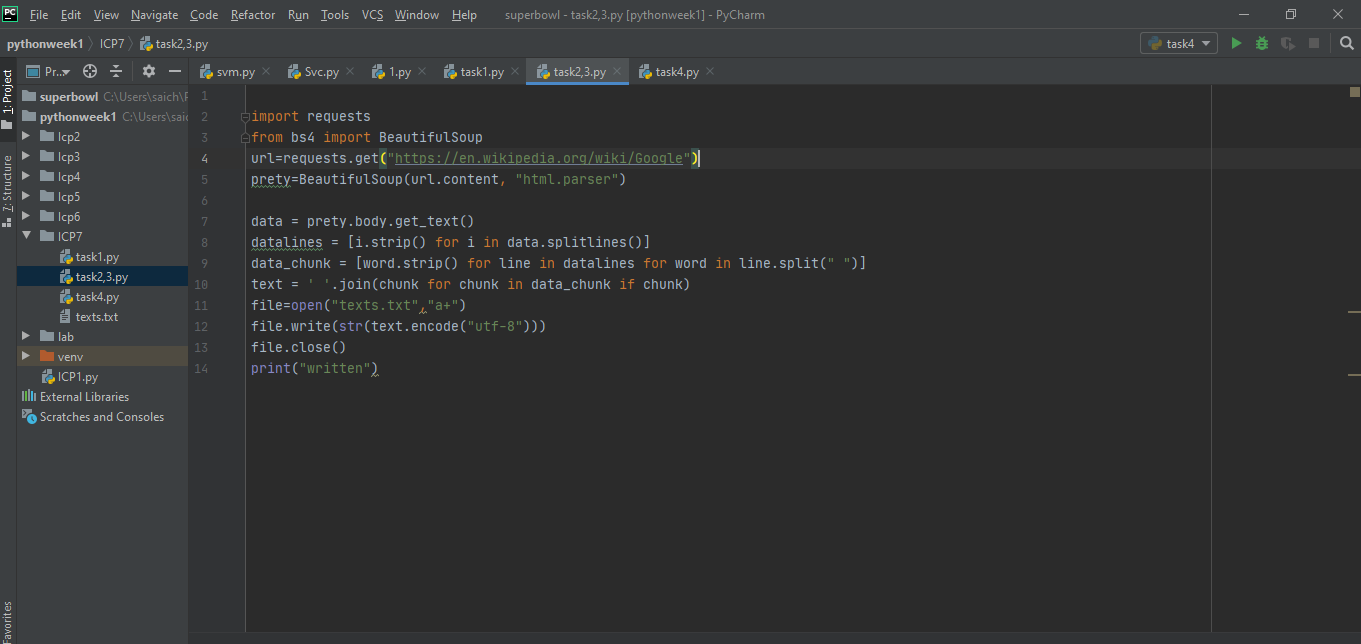 File Edit View Navigate Code Refactor Run Tools VCS Window Help superbowl - task2,3.py [pythonweek1] - PyCharm
pythonweek1 ICP7 task2,3.py task4
1: Project
7: Structure
Favorites
Pr... svm.py Svc.py 1.py task1.py task2,3.py task4.py
superbowl C:\Users\saich\
pythonweek1 C:\Users\saic
Icp2
Icp3
Icp4
Icp5
Icp6
ICP7
task1.py
task2,3.py
task4.py
texts.txt
lab
venv
ICP1.py
External Libraries
Scratches and Consoles
1
2 import requests
3 from bs4 import BeautifulSoup
4 url=requests.get("https://en.wikipedia.org/wiki/Google")
5 prety=BeautifulSoup(url.content, "html.parser")
6
7 data = prety.body.get_text()
8 datalines = [i.strip() for i in data.splitlines()]
9 data_chunk = [word.strip() for line in datalines for word in line.split(" ")]
10 text = ' '.join(chunk for chunk in data_chunk if chunk)
11 file=open("texts.txt","a+")
12 file.write(str(text.encode("utf-8")))
13 file.close()
14 print("written")